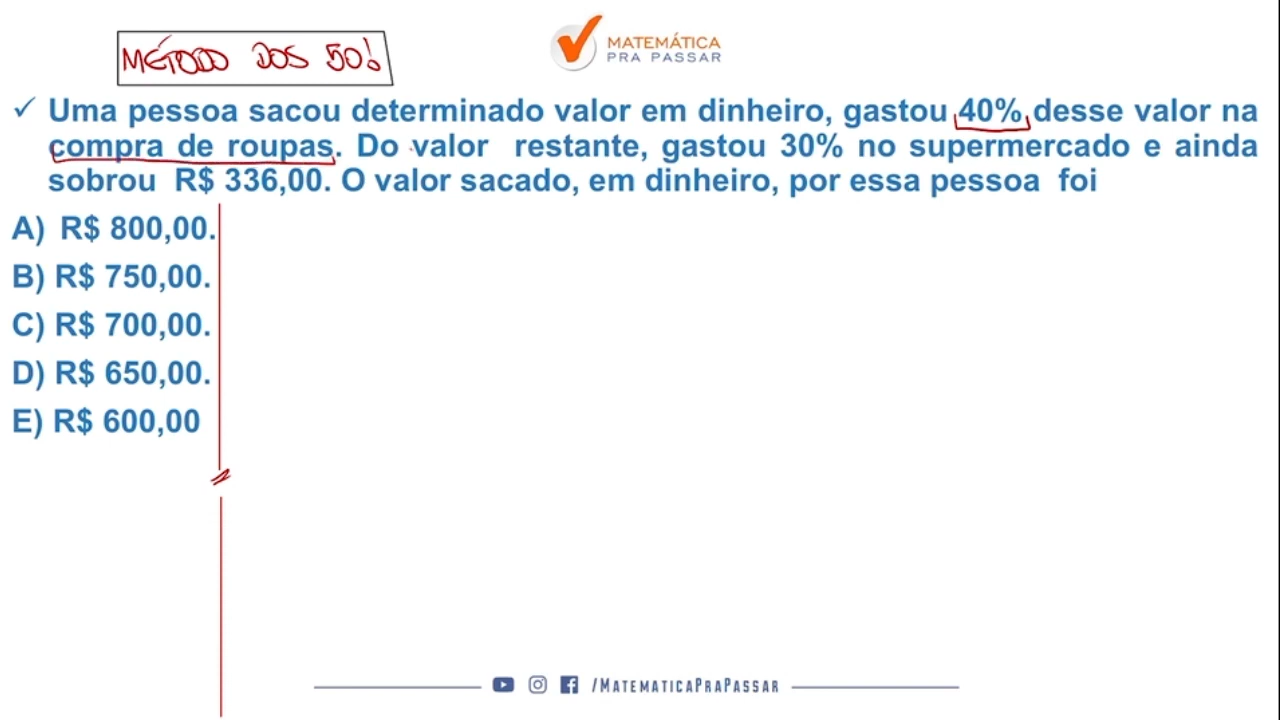 MÉTODO DOS 50!
MATEMÁTICA
PRA PASSAR
✓ Uma pessoa sacou determinado valor em dinheiro, gastou 40% desse valor na
compra de roupas. Do valor restante, gastou 30% no supermercado e ainda
sobrou R$ 336,00. O valor sacado, em dinheiro, por essa pessoa foi
A) R$ 800,00.
B) R$ 750,00.
C) R$ 700,00.
D) R$ 650,00.
E) R$ 600,00
/MATEMATICAPRAPASSAR